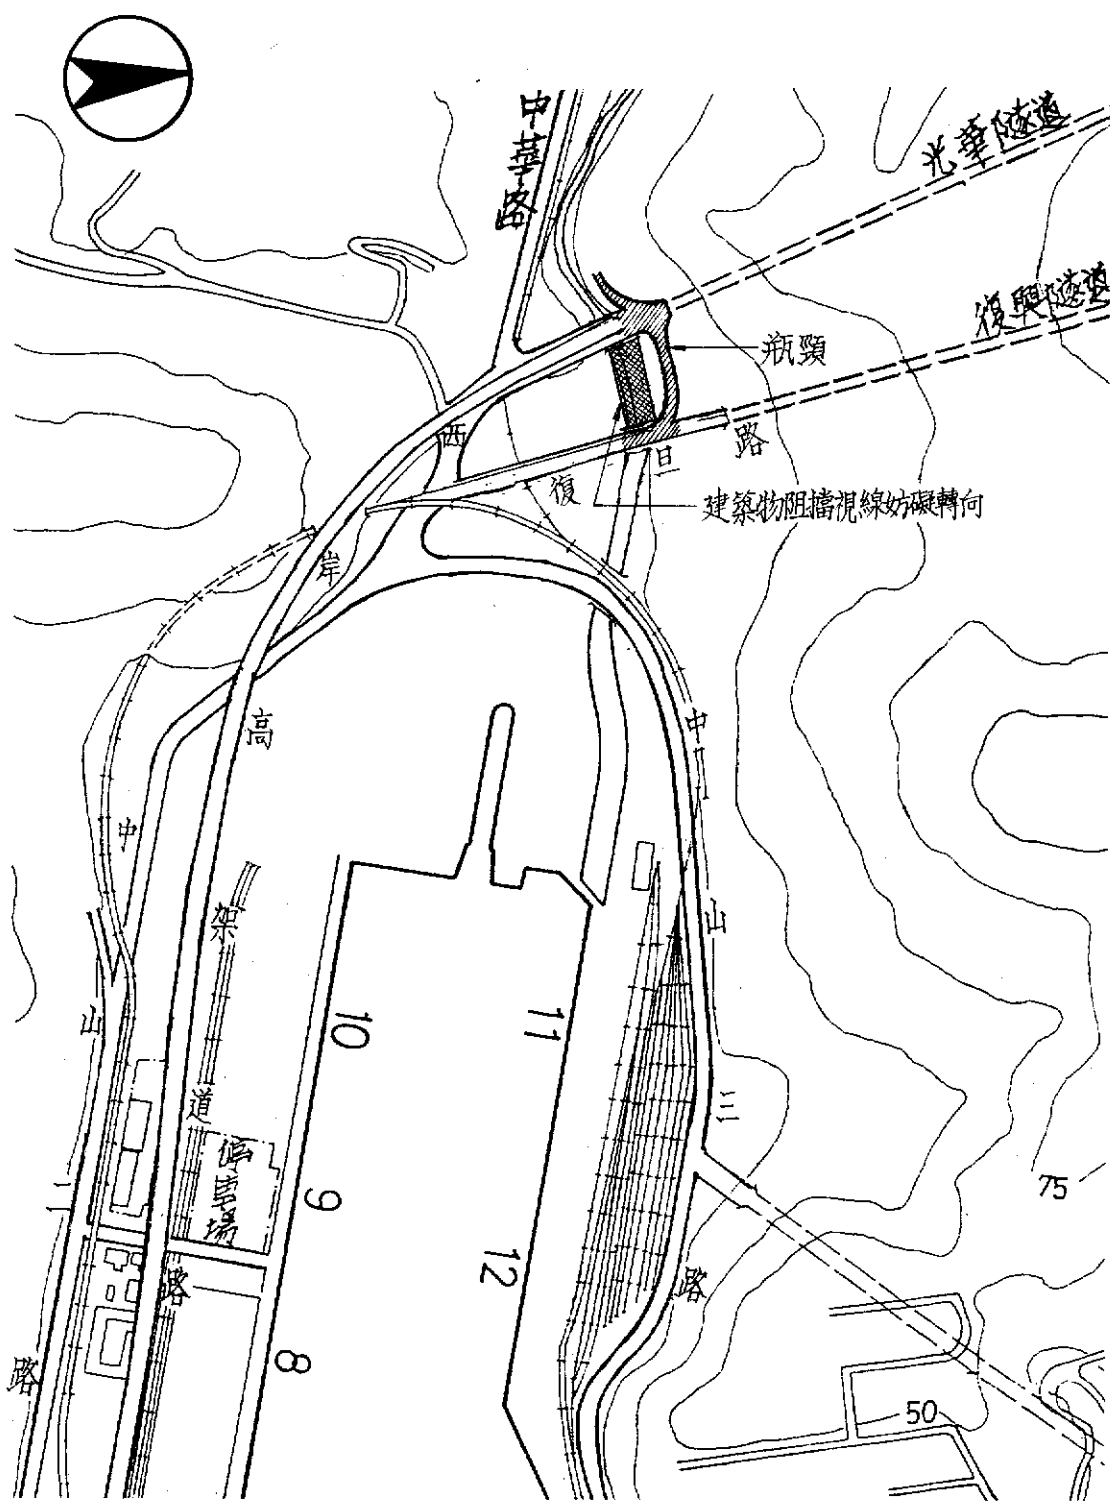 中華路
光華隧道
復興隧道
瓶頸
建築物阻擋視線妨礙轉向
復旦路
西岸高架道路
中山二路
中山三路
停車場
10
11
9
12
8
75
50